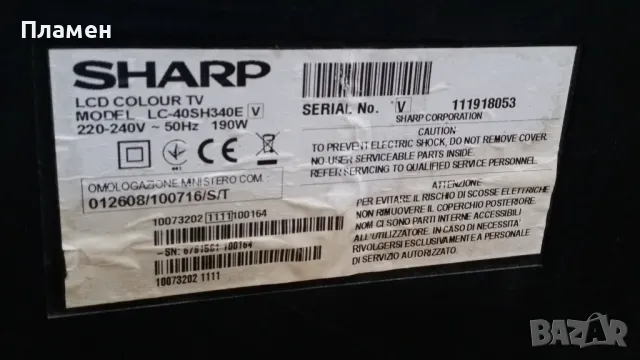 Пламен
SHARP
LCD COLOUR TV
MODEL LC-40SH340E V
220-240V ~ 50Hz 190W
CE
OMOLOGAZIONE MINISTERO COM.:
012608/100716/S/T
10073202 1111 100164
10073202 1111
SERIAL No. V 111918053
SHARP CORPORATION
CAUTION
TO PREVENT ELECTRIC SHOCK, DO NOT REMOVE COVER.
NO USER SERVICEABLE PARTS INSIDE.
REFER SERVICING TO QUALIFIED SERVICE PERSONNEL.
ATTENZIONE
PER EVITARE IL RISCHIO DI SCOSSE ELETTRICHE
NON RIMUOVERE IL COPERCHIO POSTERIORE.
NON CI SONO PARTI INTERNE ACCESSIBILI
ALL'UTILIZZATORE. IN CASO DI NECESSITA'
RIVOLGERSI ESCLUSIVAMENTE A PERSONALE
DI SERVIZIO AUTORIZZATO.
BAZAR
bg